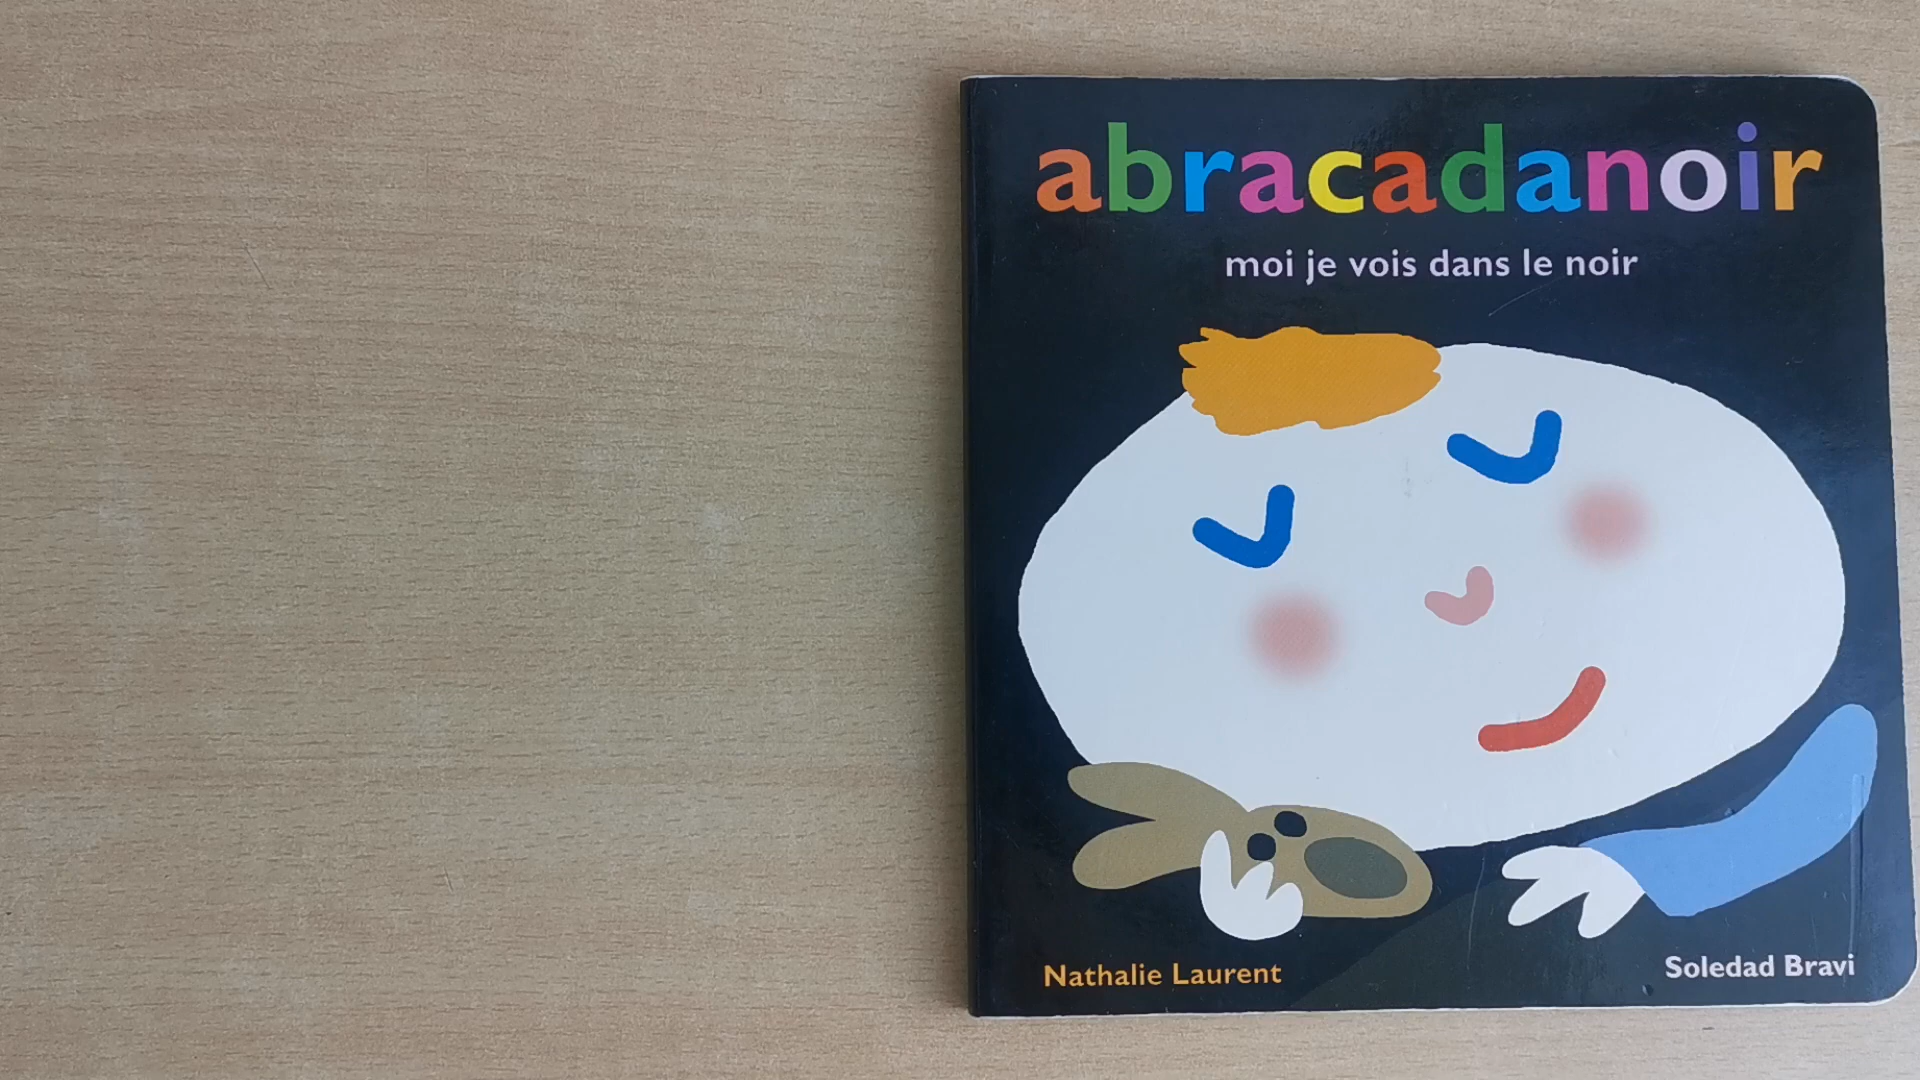 abracadanoir
moi je vois dans le noir
Nathalie Laurent
Soledad Bravi